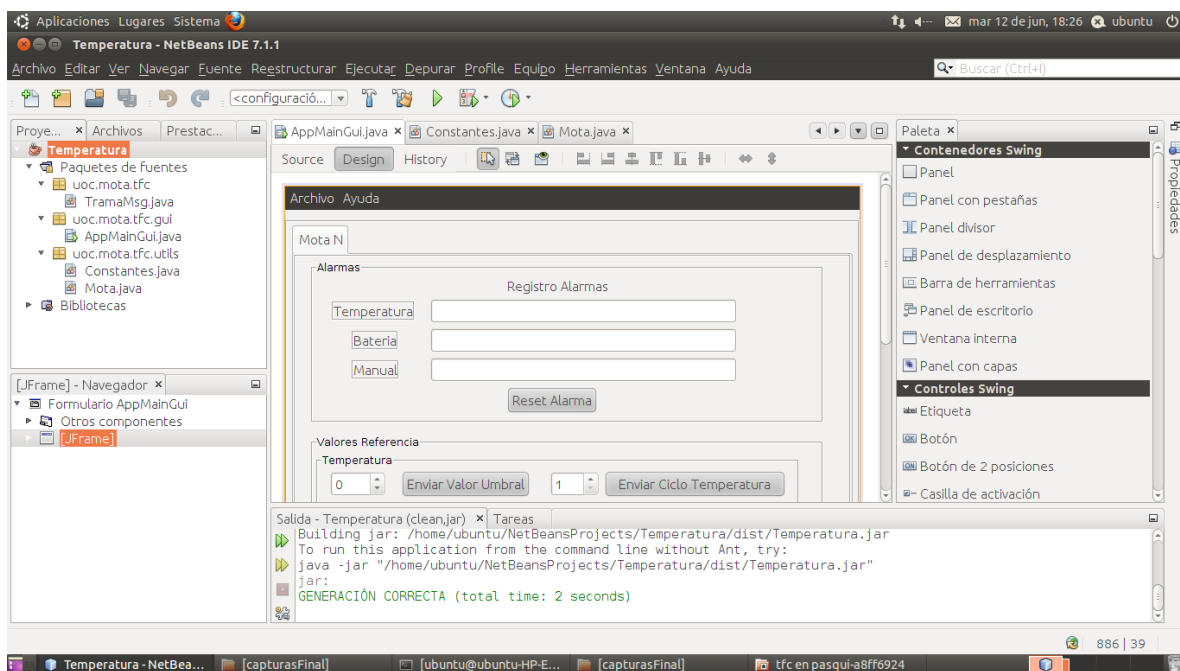 Aplicaciones Lugares Sistema mar 12 de jun, 18:26 ubuntu
Temperatura - NetBeans IDE 7.1.1
Archivo Editar Ver Navegar Fuente Reestructurar Ejecutar Depurar Profile Equipo Herramientas Ventana Ayuda Buscar (Ctrl+I)
<configuració...
Proye... Archivos Prestac...
Temperatura
Paquetes de fuentes
uoc.mota.tfc
TramaMsg.java
uoc.mota.tfc.gui
AppMainGui.java
uoc.mota.tfc.utils
Constantes.java
Mota.java
Bibliotecas
[JFrame] - Navegador
Formulario AppMainGui
Otros componentes
[JFrame]
AppMainGui.java Constantes.java Mota.java
Source Design History
Archivo Ayuda
Mota N
Alarmas
Registro Alarmas
Temperatura
Bateria
Manual
Reset Alarma
Valores Referencia
Temperatura
0 Enviar Valor Umbral 1 Enviar Ciclo Temperatura
Paleta
Contenedores Swing
Panel
Panel con pestañas
Panel divisor
Panel de desplazamiento
Barra de herramientas
Panel de escritorio
Ventana interna
Panel con capas
Controles Swing
label Etiqueta
OK Botón
ON Botón de 2 posiciones
Casilla de activación
Propiedades
Salida - Temperatura (clean,jar) Tareas
Building jar: /home/ubuntu/NetBeansProjects/Temperatura/dist/Temperatura.jar
To run this application from the command line without Ant, try:
java -jar "/home/ubuntu/NetBeansProjects/Temperatura/dist/Temperatura.jar"
jar:
GENERACIÓN CORRECTA (total time: 2 seconds)
886 | 39
Temperatura - NetBea... [capturasFinal] [ubuntu@ubuntu-HP-E... [capturasFinal] tfc en pasqui-a8ff6924